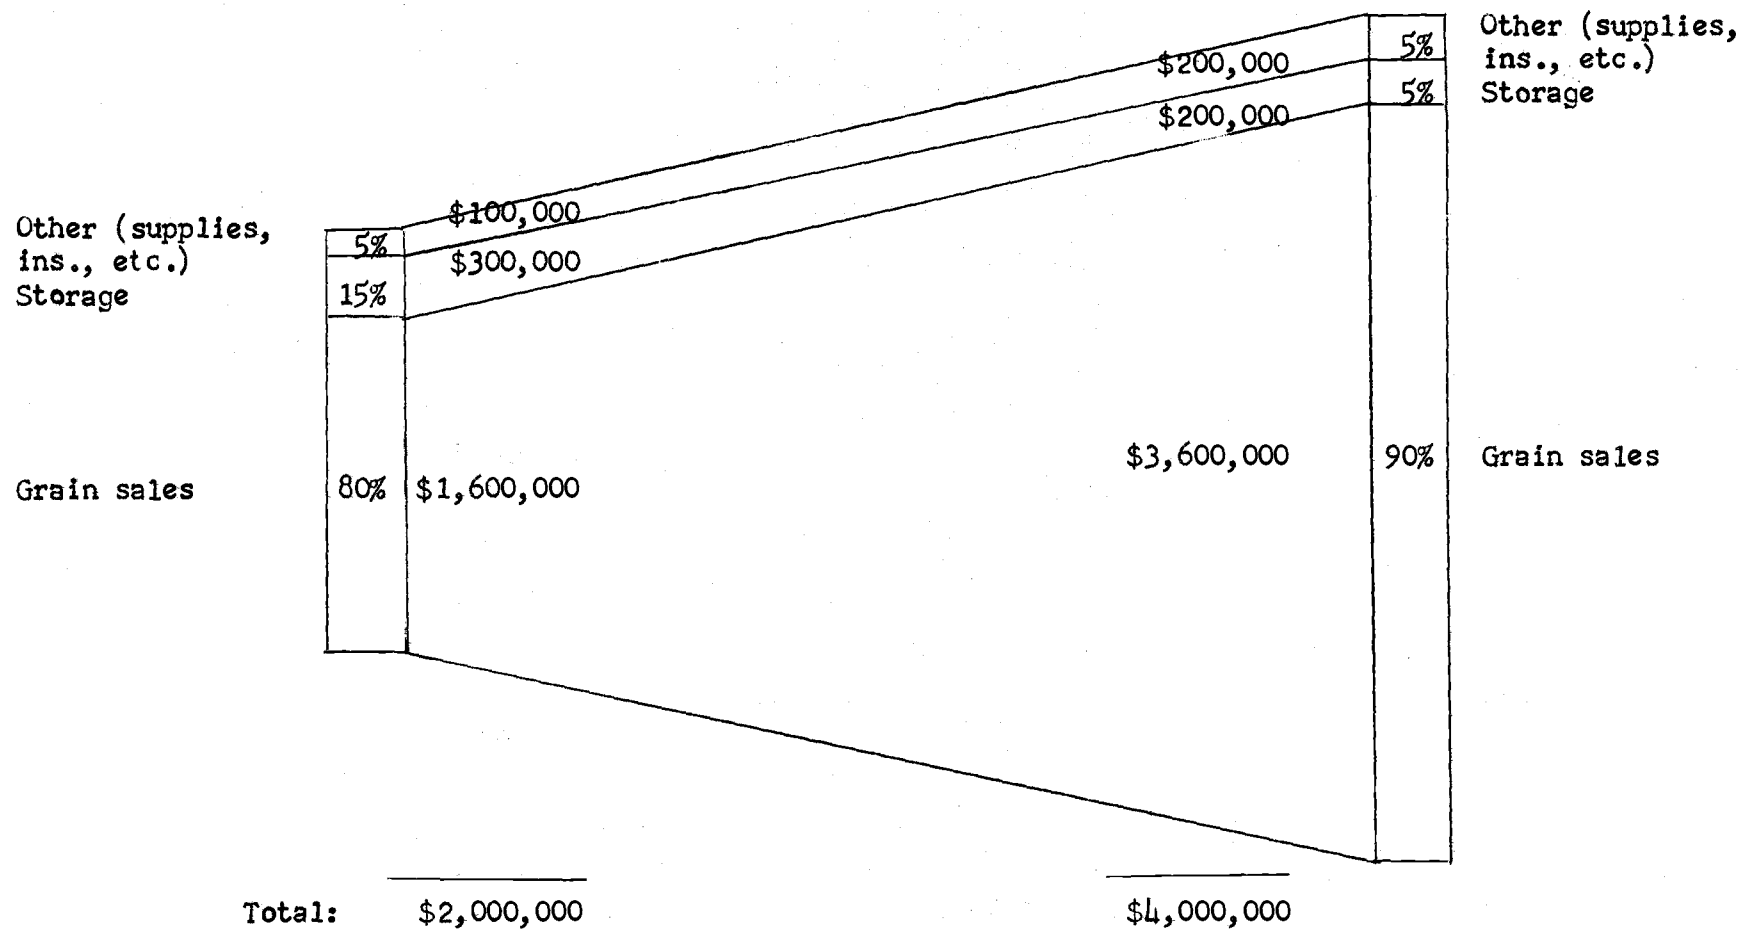 Other (supplies,
ins., etc.)
Storage
5%
5%
$200,000
$200,000
Other (supplies,
ins., etc.)
Storage
5%
15%
$100,000
$300,000
Grain sales
80%
$1,600,000
$3,600,000
90%
Grain sales
Total:
$2,000,000
$4,000,000